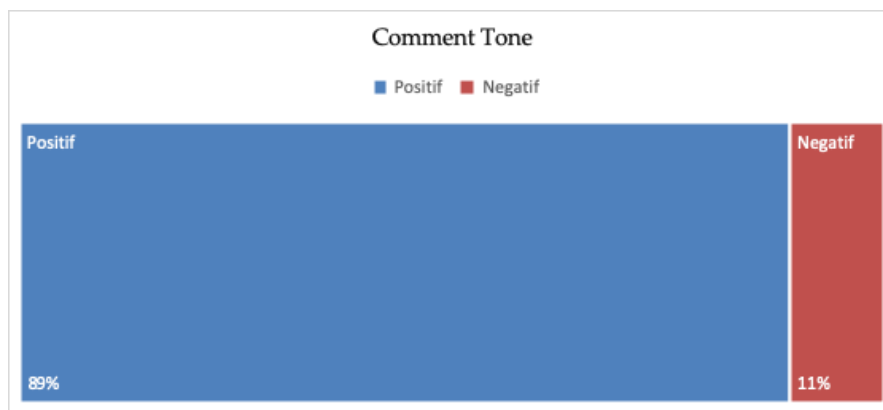 Comment Tone
Positif Negatif
Positif
Negatif
89%
11%